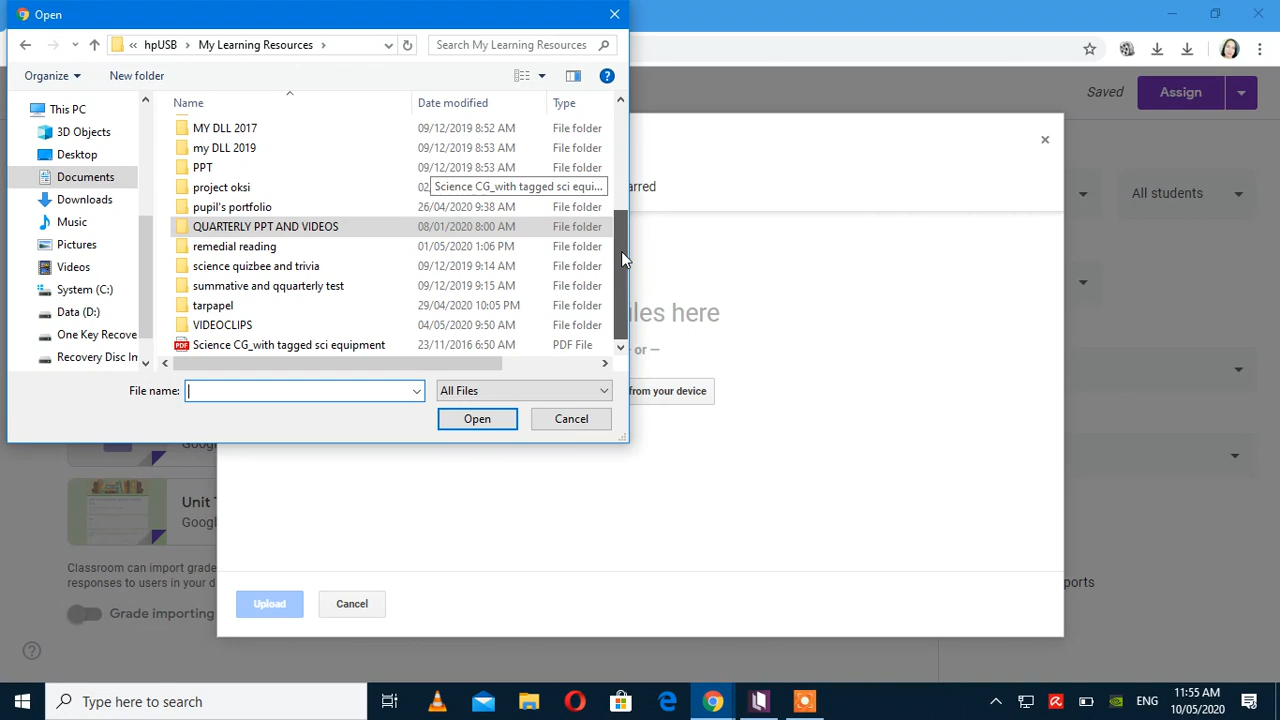 Open
« hpUSB › My Learning Resources ›
Search My Learning Resources
Organize
New folder
Name
Date modified
Type
This PC
3D Objects
Desktop
Documents
Downloads
Music
Pictures
Videos
System (C:)
Data (D:)
One Key Recove
Recovery Disc In
MY DLL 2017 09/12/2019 8:52 AM File folder
my DLL 2019 09/12/2019 8:53 AM File folder
PPT 09/12/2019 8:53 AM File folder
project oksi 02 Science CG_with tagged sci equi...
pupil's portfolio 26/04/2020 9:38 AM File folder
QUARTERLY PPT AND VIDEOS 08/01/2020 8:00 AM File folder
remedial reading 01/05/2020 1:06 PM File folder
science quizbee and trivia 09/12/2019 9:14 AM File folder
summative and qquarterly test 09/12/2019 9:15 AM File folder
tarpapel 29/04/2020 10:05 PM File folder
VIDEOCLIPS 04/05/2020 9:50 AM File folder
Science CG_with tagged sci equipment 23/11/2016 6:50 AM PDF File
File name:
All Files
Open
Cancel
Saved
Assign
arred
All students
iles here
— or —
from your device
Googl
Unit T
Googl
Classroom can import grade
responses to users in your d
Grade importing
ports
Upload
Cancel
Type here to search
ENG
11:55 AM
10/05/2020